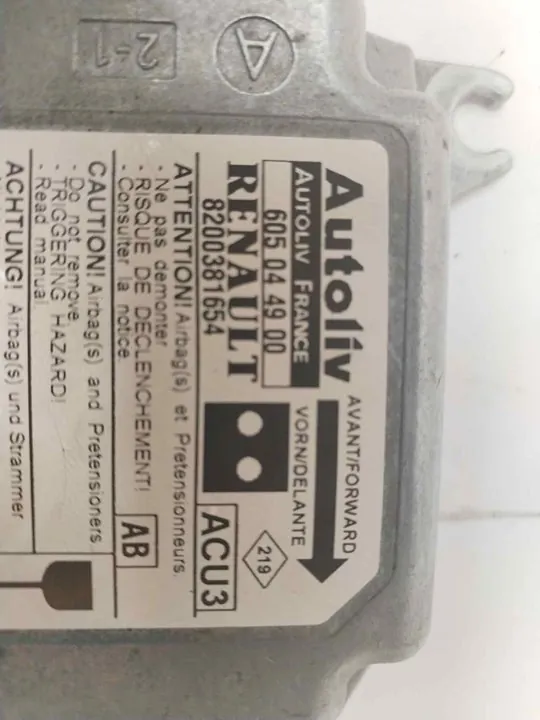 A
2-1
Autoliv
AUTOLIV FRANCE
605 04 49 00
RENAULT
8200381654
AVANT/FORWARD
VORN/DELANTE
219
ACU3
ATTENTION! Airbag(s) et Pretensionneurs.
- Ne pas demonter
- RISQUE DE DECLENCHEMENT!
- Consulter la notice.
AB
CAUTION! Airbag(s) and Pretensioners
- Do not remove.
- TRIGGERING HAZARD!
- Read manual.
ACHTUNG! Airbag(s) und Strammer